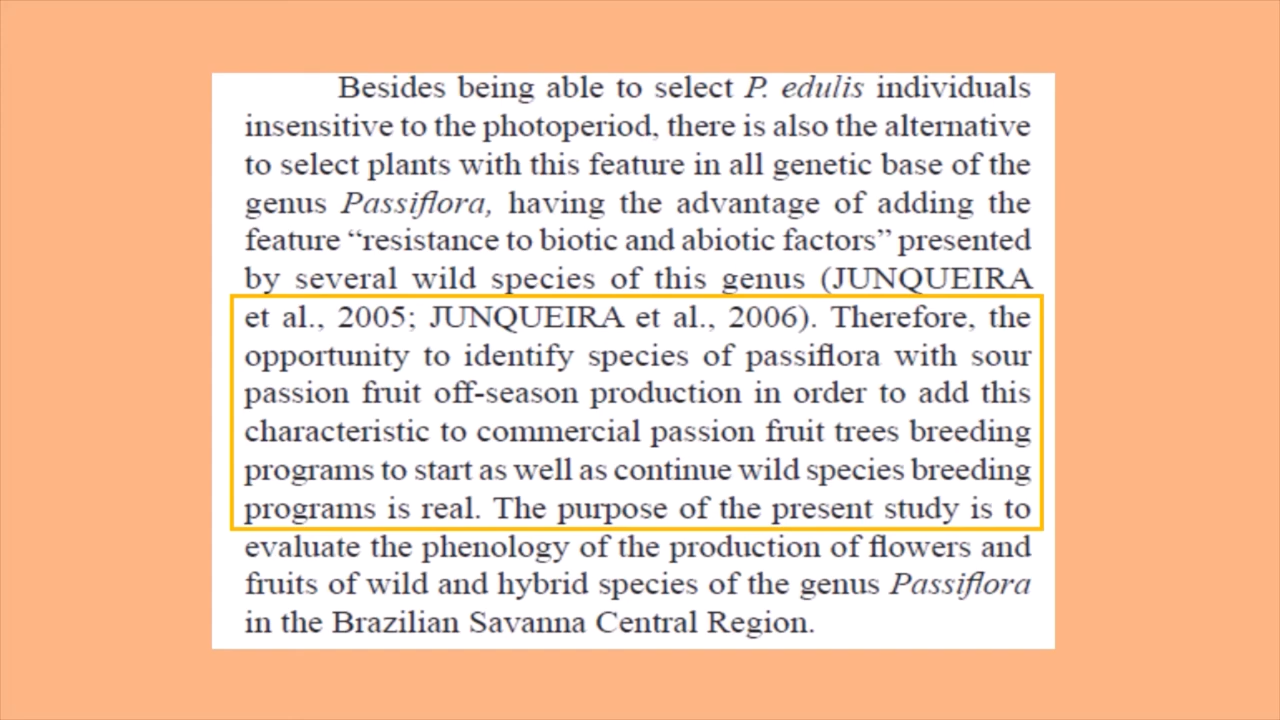 Besides being able to select P. edulis individuals
insensitive to the photoperiod, there is also the alternative
to select plants with this feature in all genetic base of the
genus Passiflora, having the advantage of adding the
feature “resistance to biotic and abiotic factors” presented
by several wild species of this genus (JUNQUEIRA
et al., 2005; JUNQUEIRA et al., 2006). Therefore, the
opportunity to identify species of passiflora with sour
passion fruit off-season production in order to add this
characteristic to commercial passion fruit trees breeding
programs to start as well as continue wild species breeding
programs is real. The purpose of the present study is to
evaluate the phenology of the production of flowers and
fruits of wild and hybrid species of the genus Passiflora
in the Brazilian Savanna Central Region.